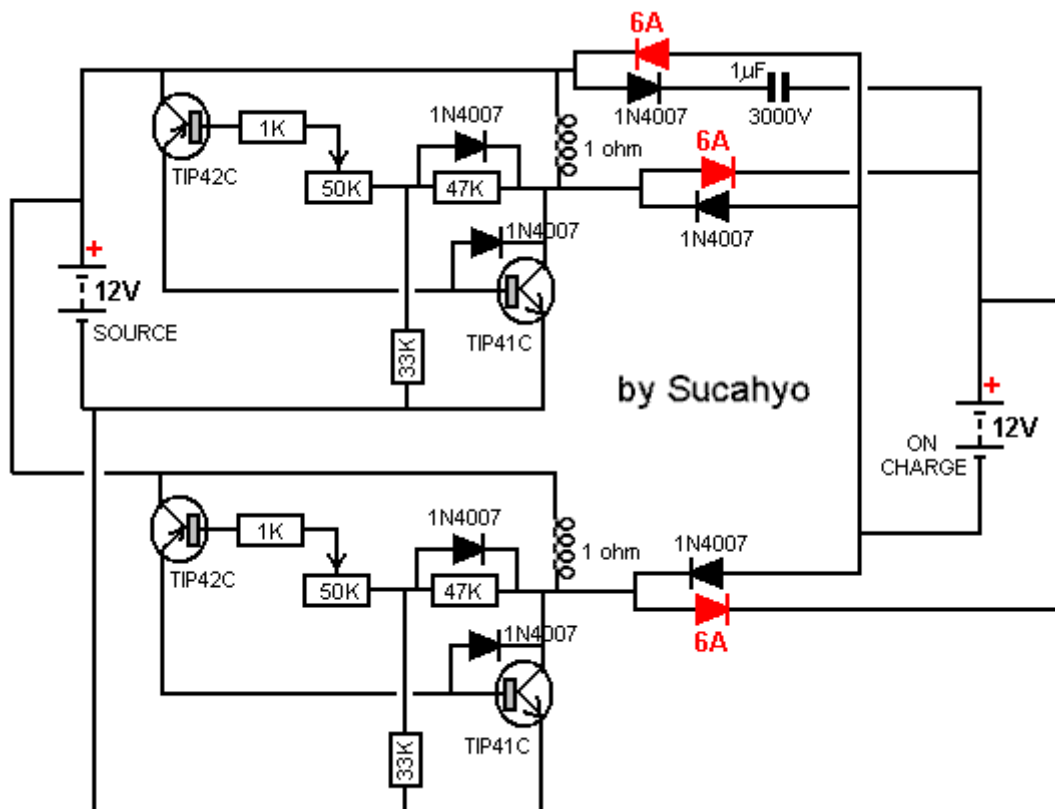 6A
1µF
1N4007
3000V
1N4007
1K
1 ohm
6A
TIP42C
50K
47K
1N4007
1N4007
+
12V
SOURCE
33K
TIP41C
by Sucahyo
+
12V
ON
CHARGE
1N4007
1K
1 ohm
1N4007
TIP42C
50K
47K
1N4007
6A
33K
TIP41C